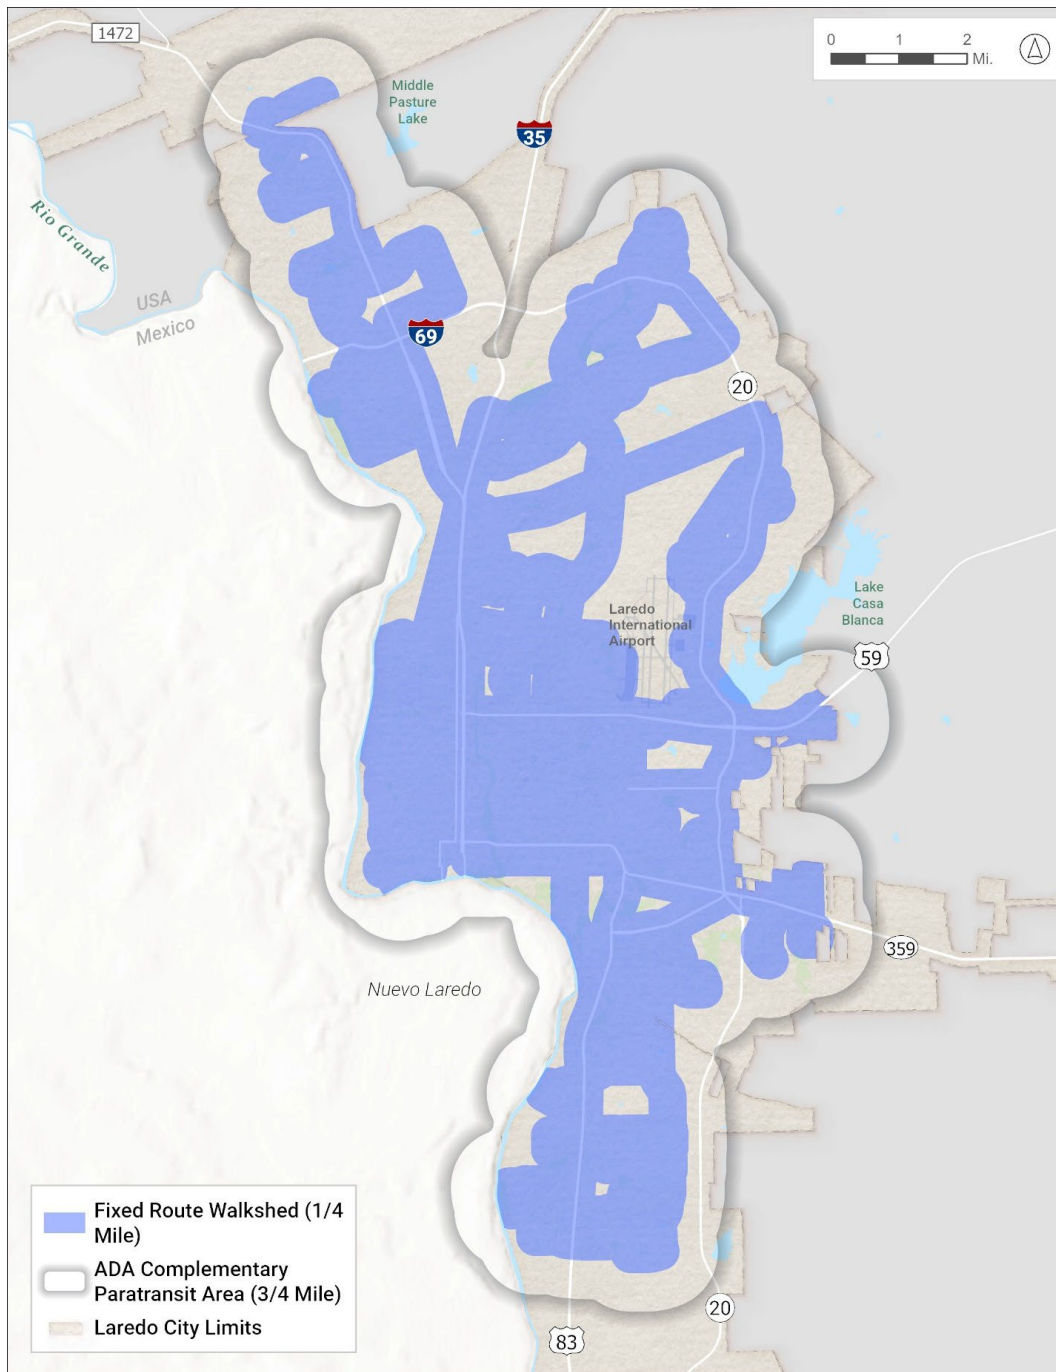 1472
0 1 2
Mi.
Middle
Pasture
Lake
35
Rio Grande
USA
Mexico
69
20
Lake
Casa
Blanca
Laredo
International
Airport
59
359
Nuevo Laredo
Fixed Route Walkshed (1/4
Mile)
ADA Complementary
Paratransit Area (3/4 Mile)
Laredo City Limits
20
83